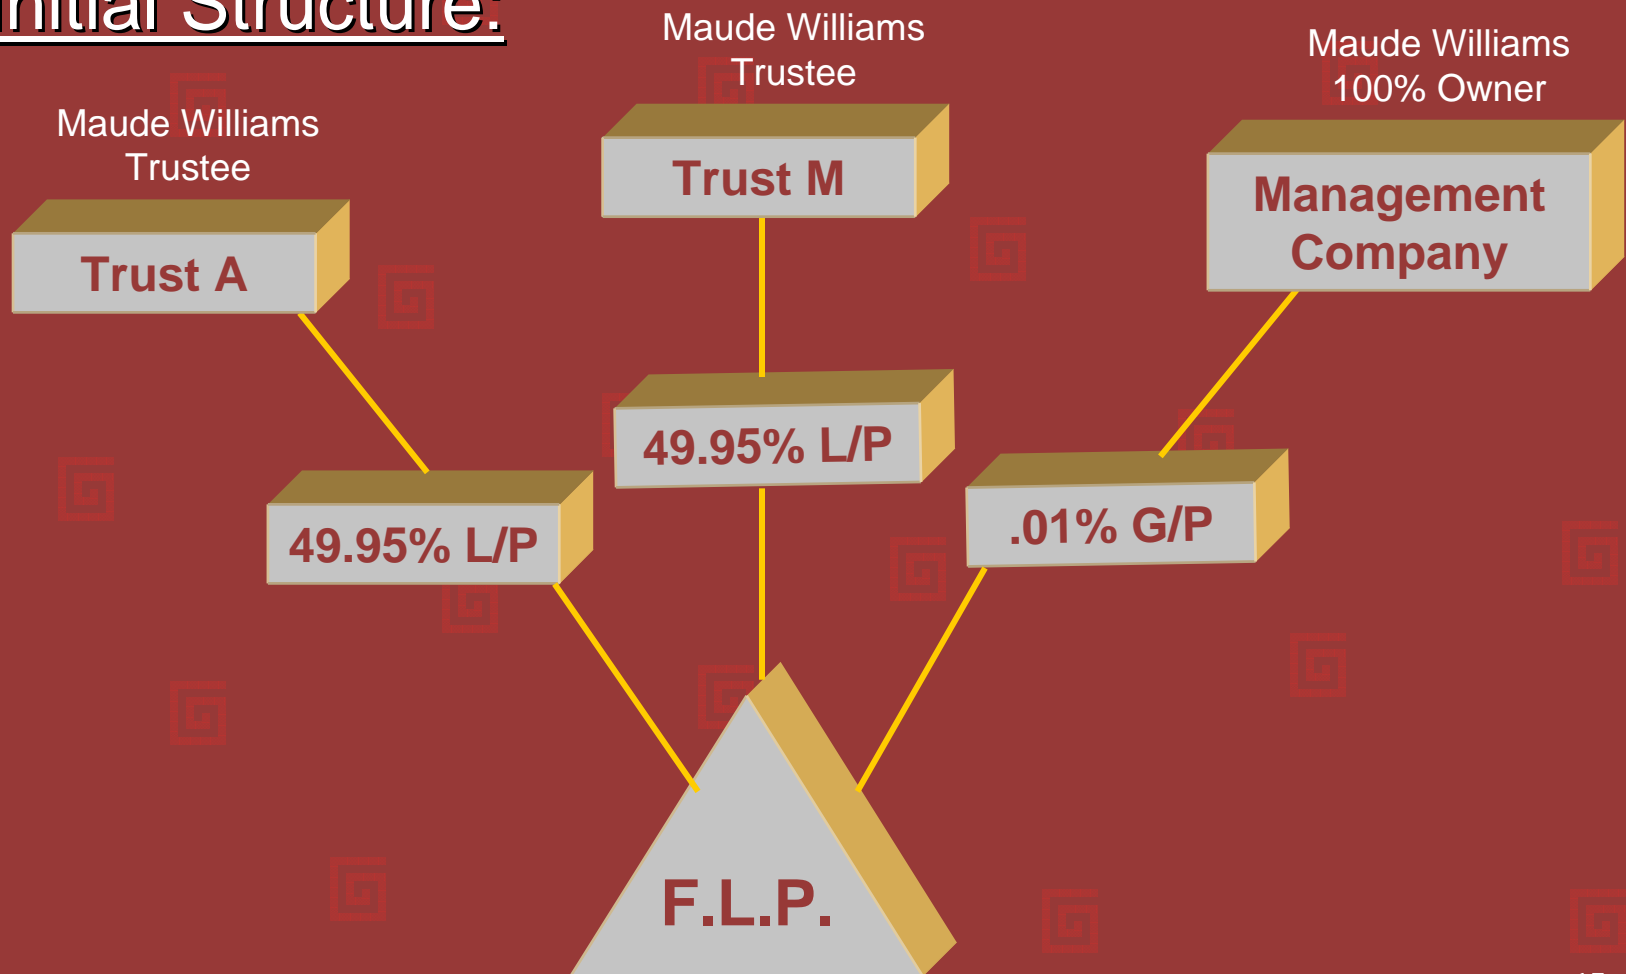 Initial Structure:
Maude Williams
Trustee
Trust A
Maude Williams
Trustee
Trust M
Maude Williams
100% Owner
Management
Company
49.95% L/P
49.95% L/P
.01% G/P
F.L.P.